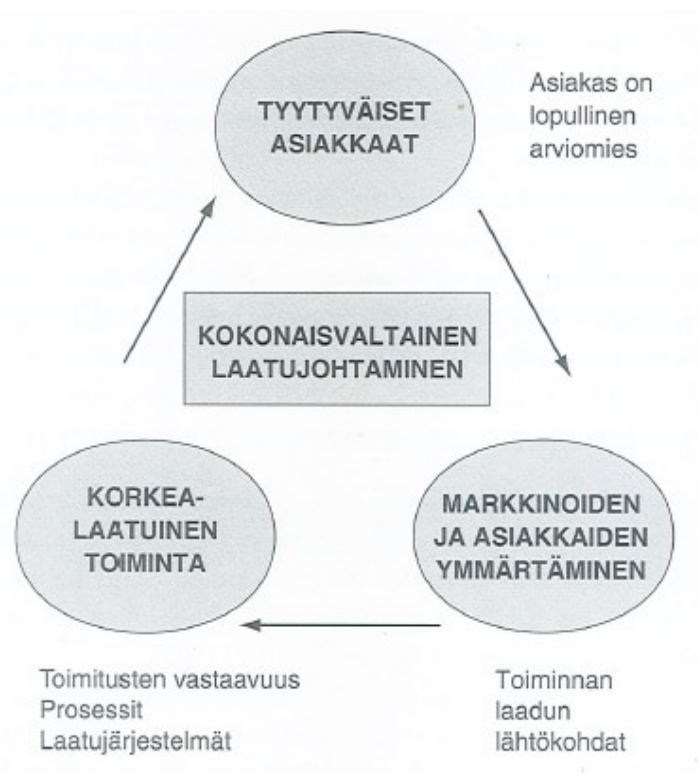 TYYTYVÄISET
ASIAKKAAT
Asiakas on
lopullinen
arviomies
KOKONAISVALTAINEN
LAATUJOHTAMINEN
KORKEA-
LAATUINEN
TOIMINTA
MARKKINOIDEN
JA ASIAKKAIDEN
YMMÄRTÄMINEN
Toimitusten vastaavuus
Prosessit
Laatujärjestelmät
Toiminnan
laadun
lähtökohdat